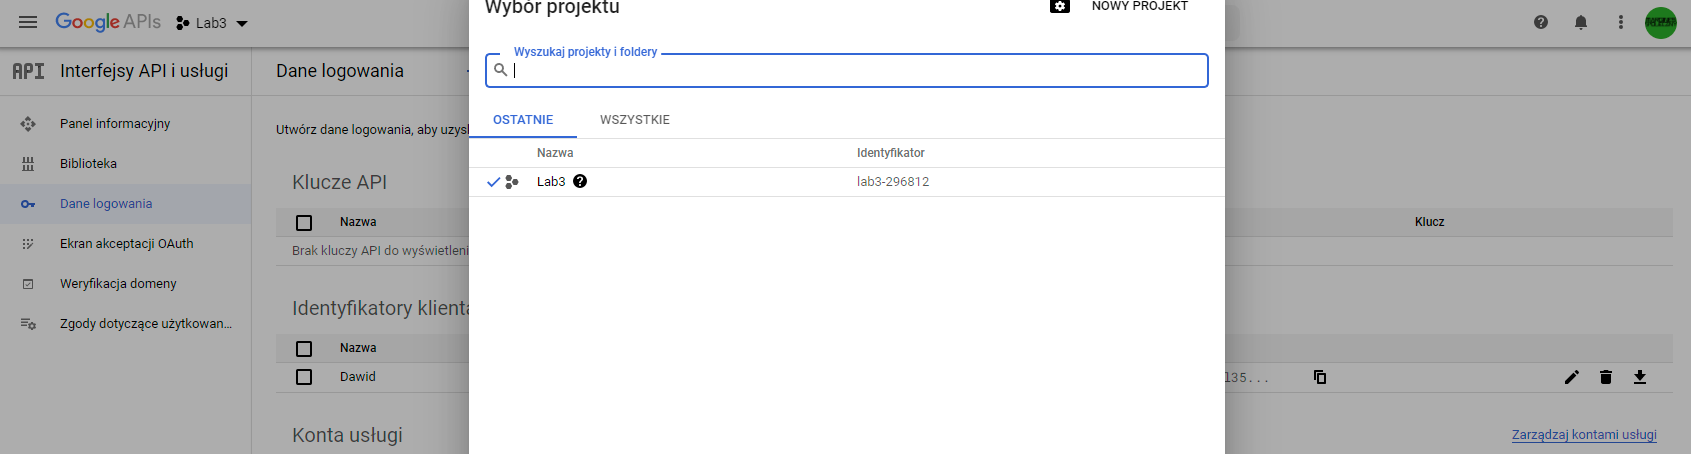 Google APIs
Lab3
Wybór projektu
NOWY PROJEKT
API
Interfejsy API i usługi
Dane logowania
Wyszukaj projekty i foldery
Panel informacyjny
Biblioteka
Dane logowania
Ekran akceptacji OAuth
Weryfikacja domeny
Zgody dotyczące użytkowan...
Utwórz dane logowania, aby
Klucze API
Nazwa
Klucz
Brak kluczy API do
Identyfikatory klienta
Nazwa
Dawid
135...
Konta usługi
Zarządzaj kontami usługi
OSTATNIE
WSZYSTKIE
Nazwa
Identyfikator
Lab3
lab3-296812